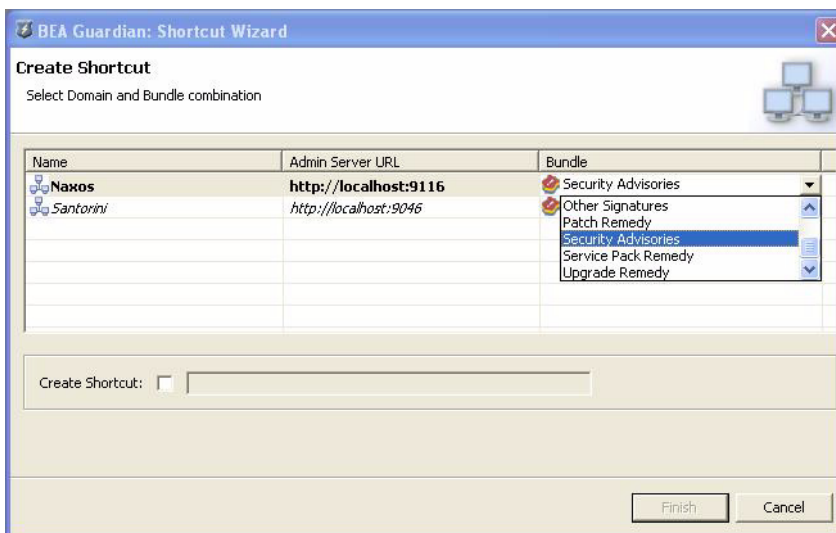 BEA Guardian: Shortcut Wizard
Create Shortcut
Select Domain and Bundle combination
Name Admin Server URL Bundle
Naxos http://localhost:9116 Security Advisories
Santorini http://localhost:9046
Other Signatures
Patch Remedy
Security Advisories
Service Pack Remedy
Upgrade Remedy
Create Shortcut:
Finish Cancel